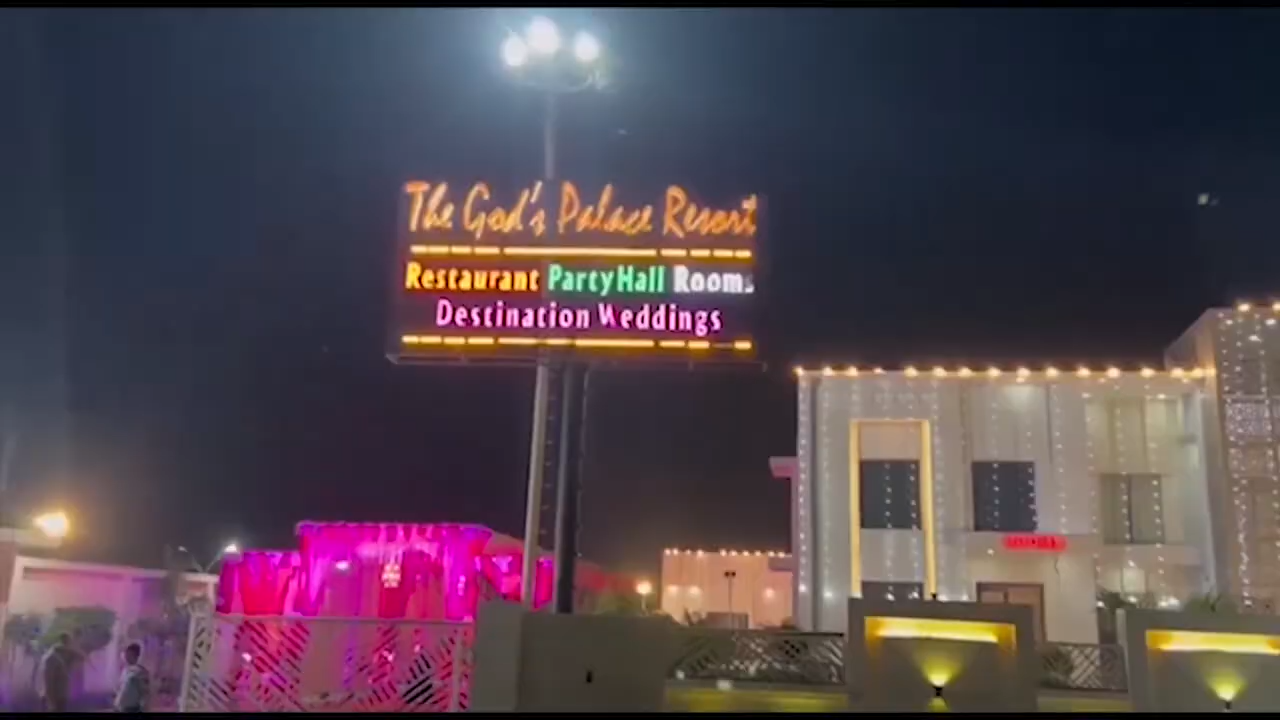 The God's Palace Resort
Restaurant PartyHall Rooms
Destination Weddings